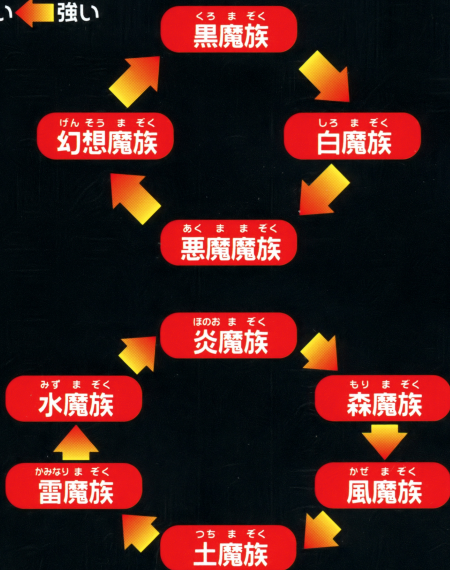 い 強い
くろ ま ぞく
黒魔族
げん そう ま ぞく
幻想魔族
しろ ま ぞく
白魔族
あく ま ま ぞく
悪魔魔族
ほのお ま ぞく
炎魔族
みず ま ぞく
水魔族
もり ま ぞく
森魔族
かみなり ま ぞく
雷魔族
かぜ ま ぞく
風魔族
つち ま ぞく
土魔族